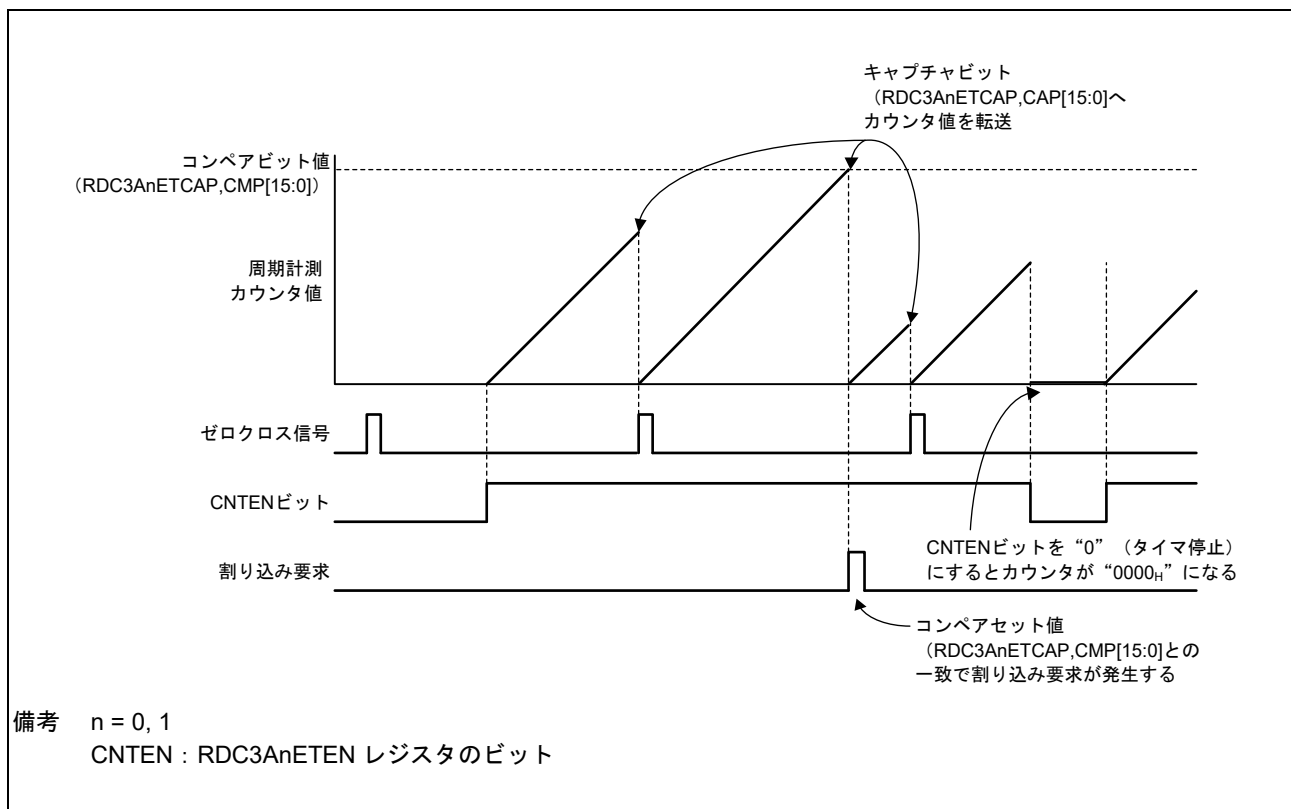 キャプチャビット
（RDC3AnETCAP,CAP[15:0]へ
カウンタ値を転送
コンペアビット値
（RDC3AnETCAP,CMP[15:0]）
周期計測
カウンタ値
ゼロクロス信号
CNTENビット
割り込み要求
CNTENビットを“0”（タイマ停止）
にするとカウンタが“0000H”になる
コンペアセット値
（RDC3AnETCAP,CMP[15:0]との
一致で割り込み要求が発生する
備考 n = 0, 1
CNTEN：RDC3AnETEN レジスタのビット